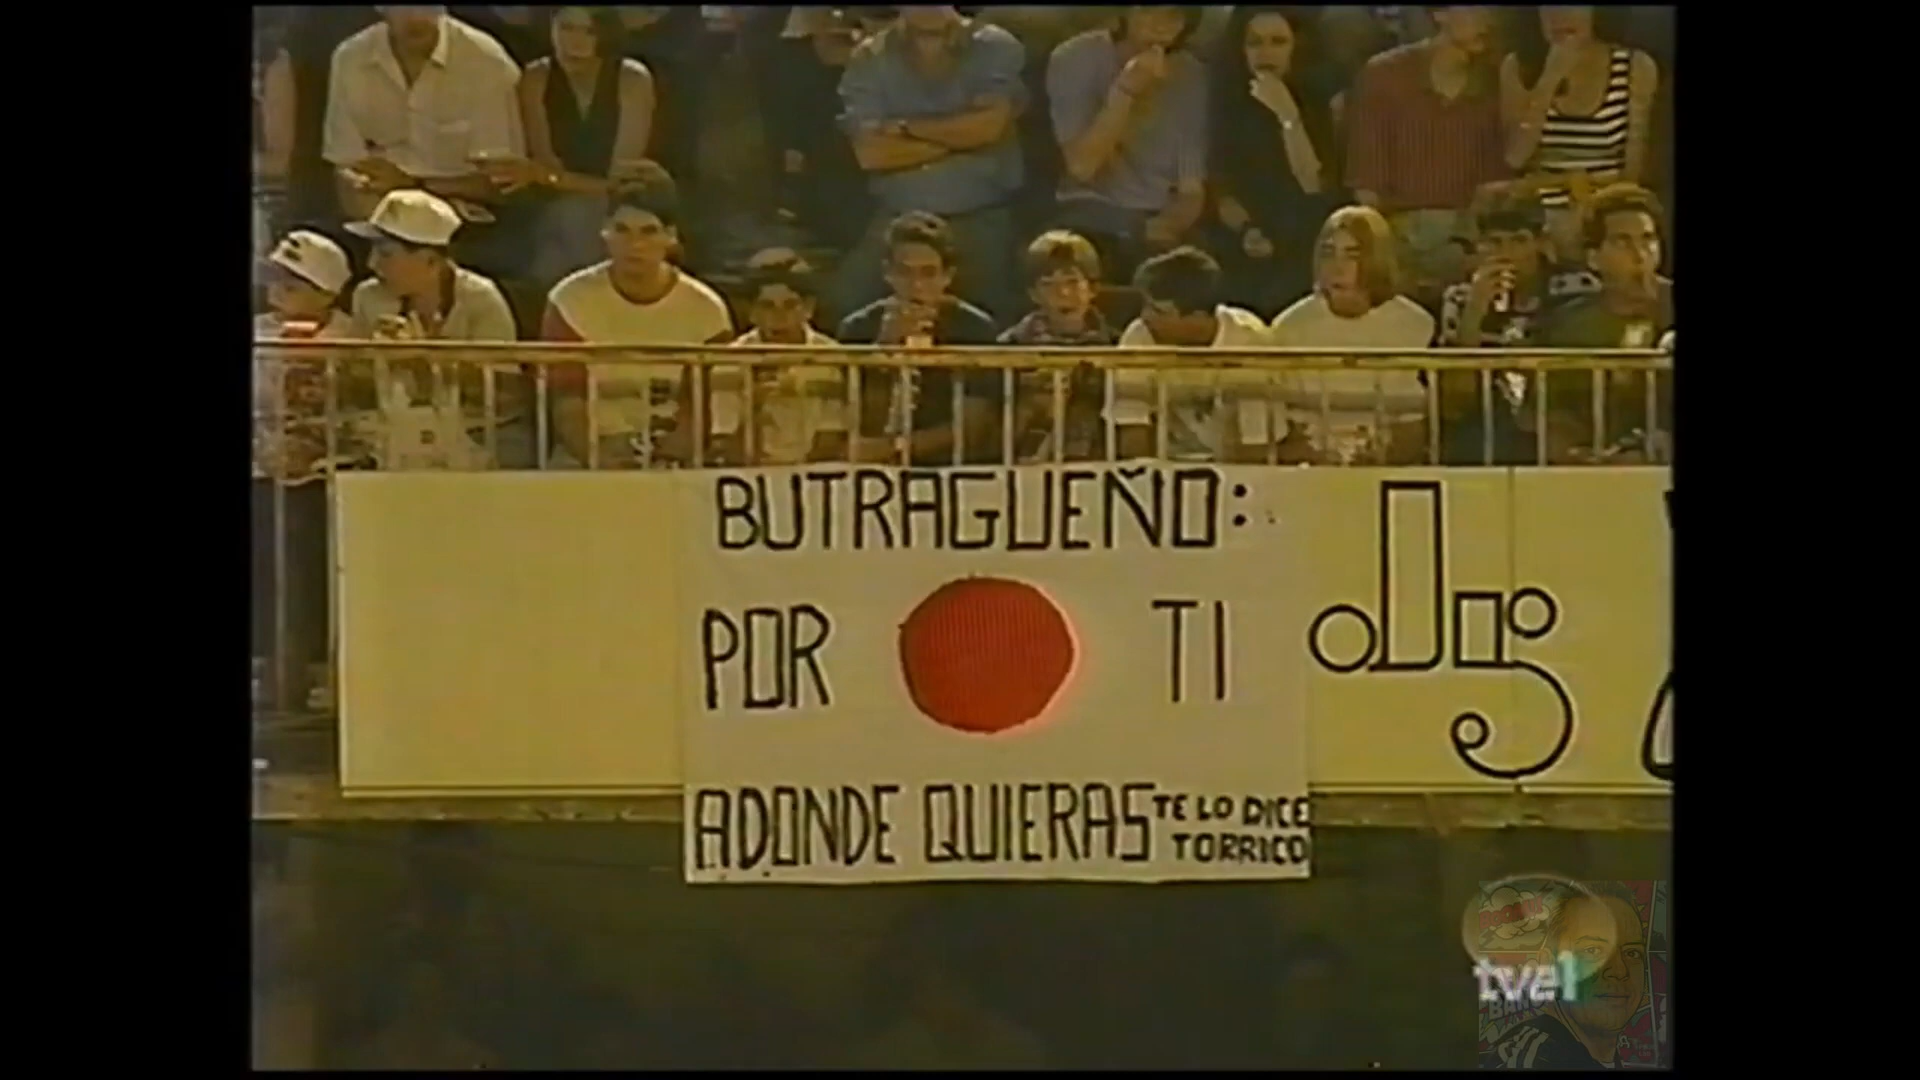 BUTRAGUEÑO:
POR TI
ADONDE QUIERAS TE LO DICE
TORRICO
tve1